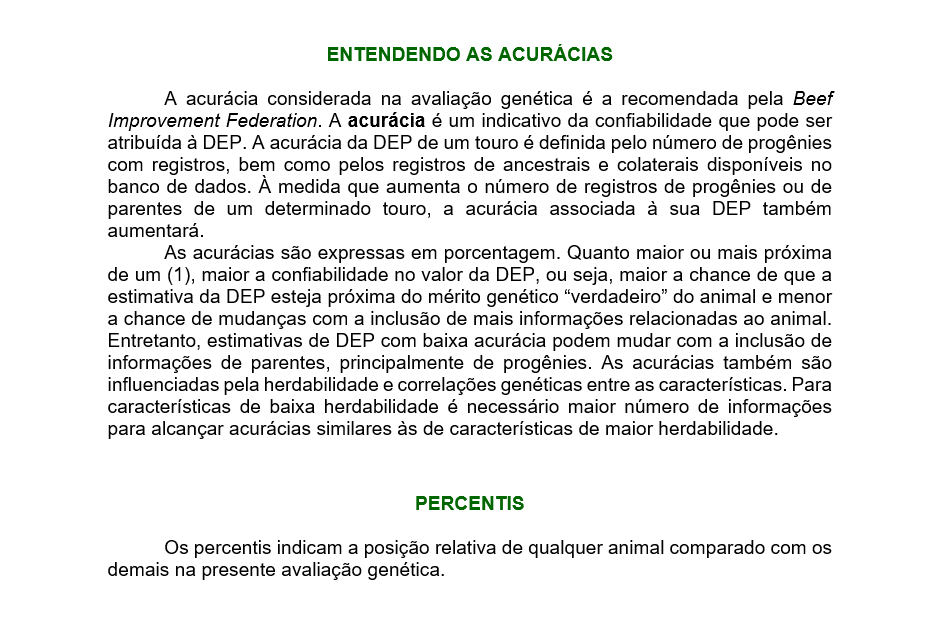 ENTENDENDO AS ACURÁCIAS
A acurácia considerada na avaliação genética é a recomendada pela Beef
Improvement Federation. A acurácia é um indicativo da confiabilidade que pode ser
atribuída à DEP. A acurácia da DEP de um touro é definida pelo número de progênies
com registros, bem como pelos registros de ancestrais e colaterais disponíveis no
banco de dados. À medida que aumenta o número de registros de progênies ou de
parentes de um determinado touro, a acurácia associada à sua DEP também
aumentará.
As acurácias são expressas em porcentagem. Quanto maior ou mais próxima
de um (1), maior a confiabilidade no valor da DEP, ou seja, maior a chance de que a
estimativa da DEP esteja próxima do mérito genético “verdadeiro” do animal e menor
a chance de mudanças com a inclusão de mais informações relacionadas ao animal.
Entretanto, estimativas de DEP com baixa acurácia podem mudar com a inclusão de
informações de parentes, principalmente de progênies. As acurácias também são
influenciadas pela herdabilidade e correlações genéticas entre as características. Para
características de baixa herdabilidade é necessário maior número de informações
para alcançar acurácias similares às de características de maior herdabilidade.
PERCENTIS
Os percentis indicam a posição relativa de qualquer animal comparado com os
demais na presente avaliação genética.